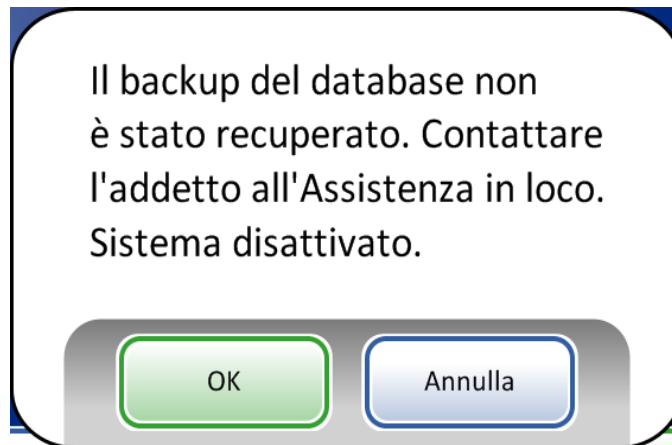 Il backup del database non
è stato recuperato. Contattare
l'addetto all'Assistenza in loco.
Sistema disattivato.
OK
Annulla